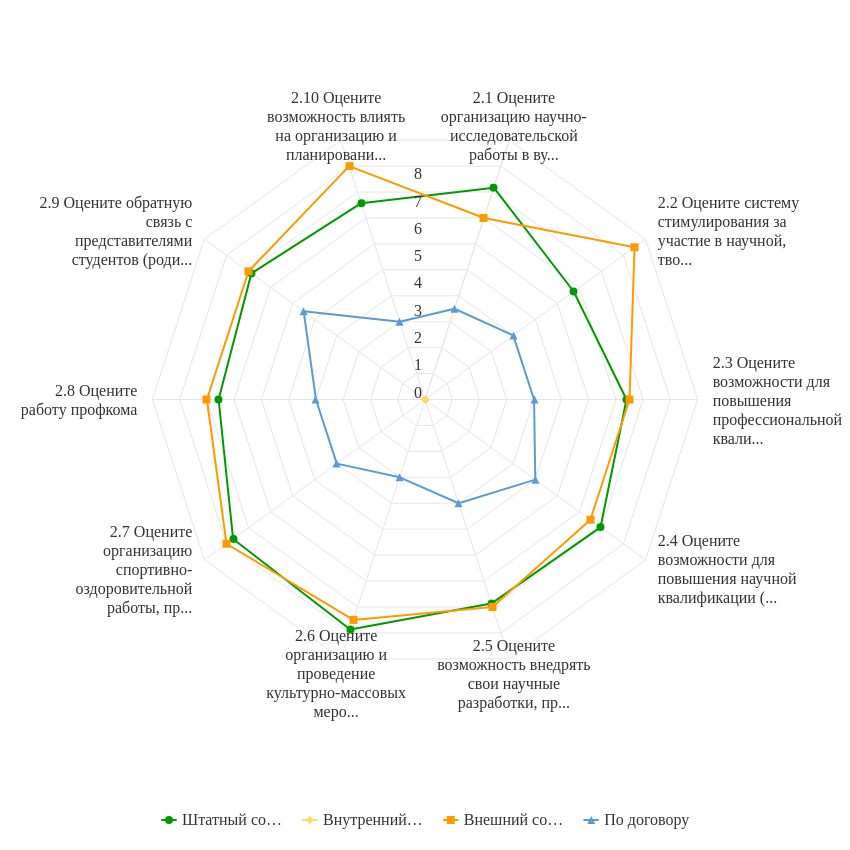 2.10 Оцените
возможность влиять
на организацию и
планировани...
2.1 Оцените
организацию научно-
исследовательской
работы в ву...
2.2 Оцените систему
стимулирования за
участие в научной,
тво...
2.3 Оцените
возможности для
повышения
профессиональной
квали...
2.4 Оцените
возможности для
повышения научной
квалификации (...
2.5 Оцените
возможность внедрять
свои научные
разработки, пр...
2.6 Оцените
организацию и
проведение
культурно-массовых
меро...
2.7 Оцените
организацию
спортивно-
оздоровительной
работы, пр...
2.8 Оцените
работу профкома
2.9 Оцените обратную
связь с
представителями
студентов (роди...
8
7
6
5
4
3
2
1
0
Штатный со… Внутренний… Внешний со… По договору